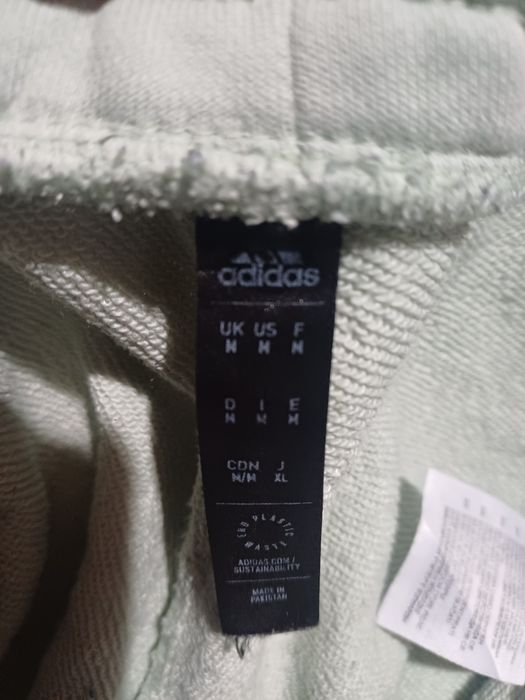 adidas
UK US F
M M M
D I E
M M M
CDN J
M/M XL
END PLASTIC WASTE
ADIDAS.COM/
SUSTAINABILITY
MADE IN
PAKISTAN